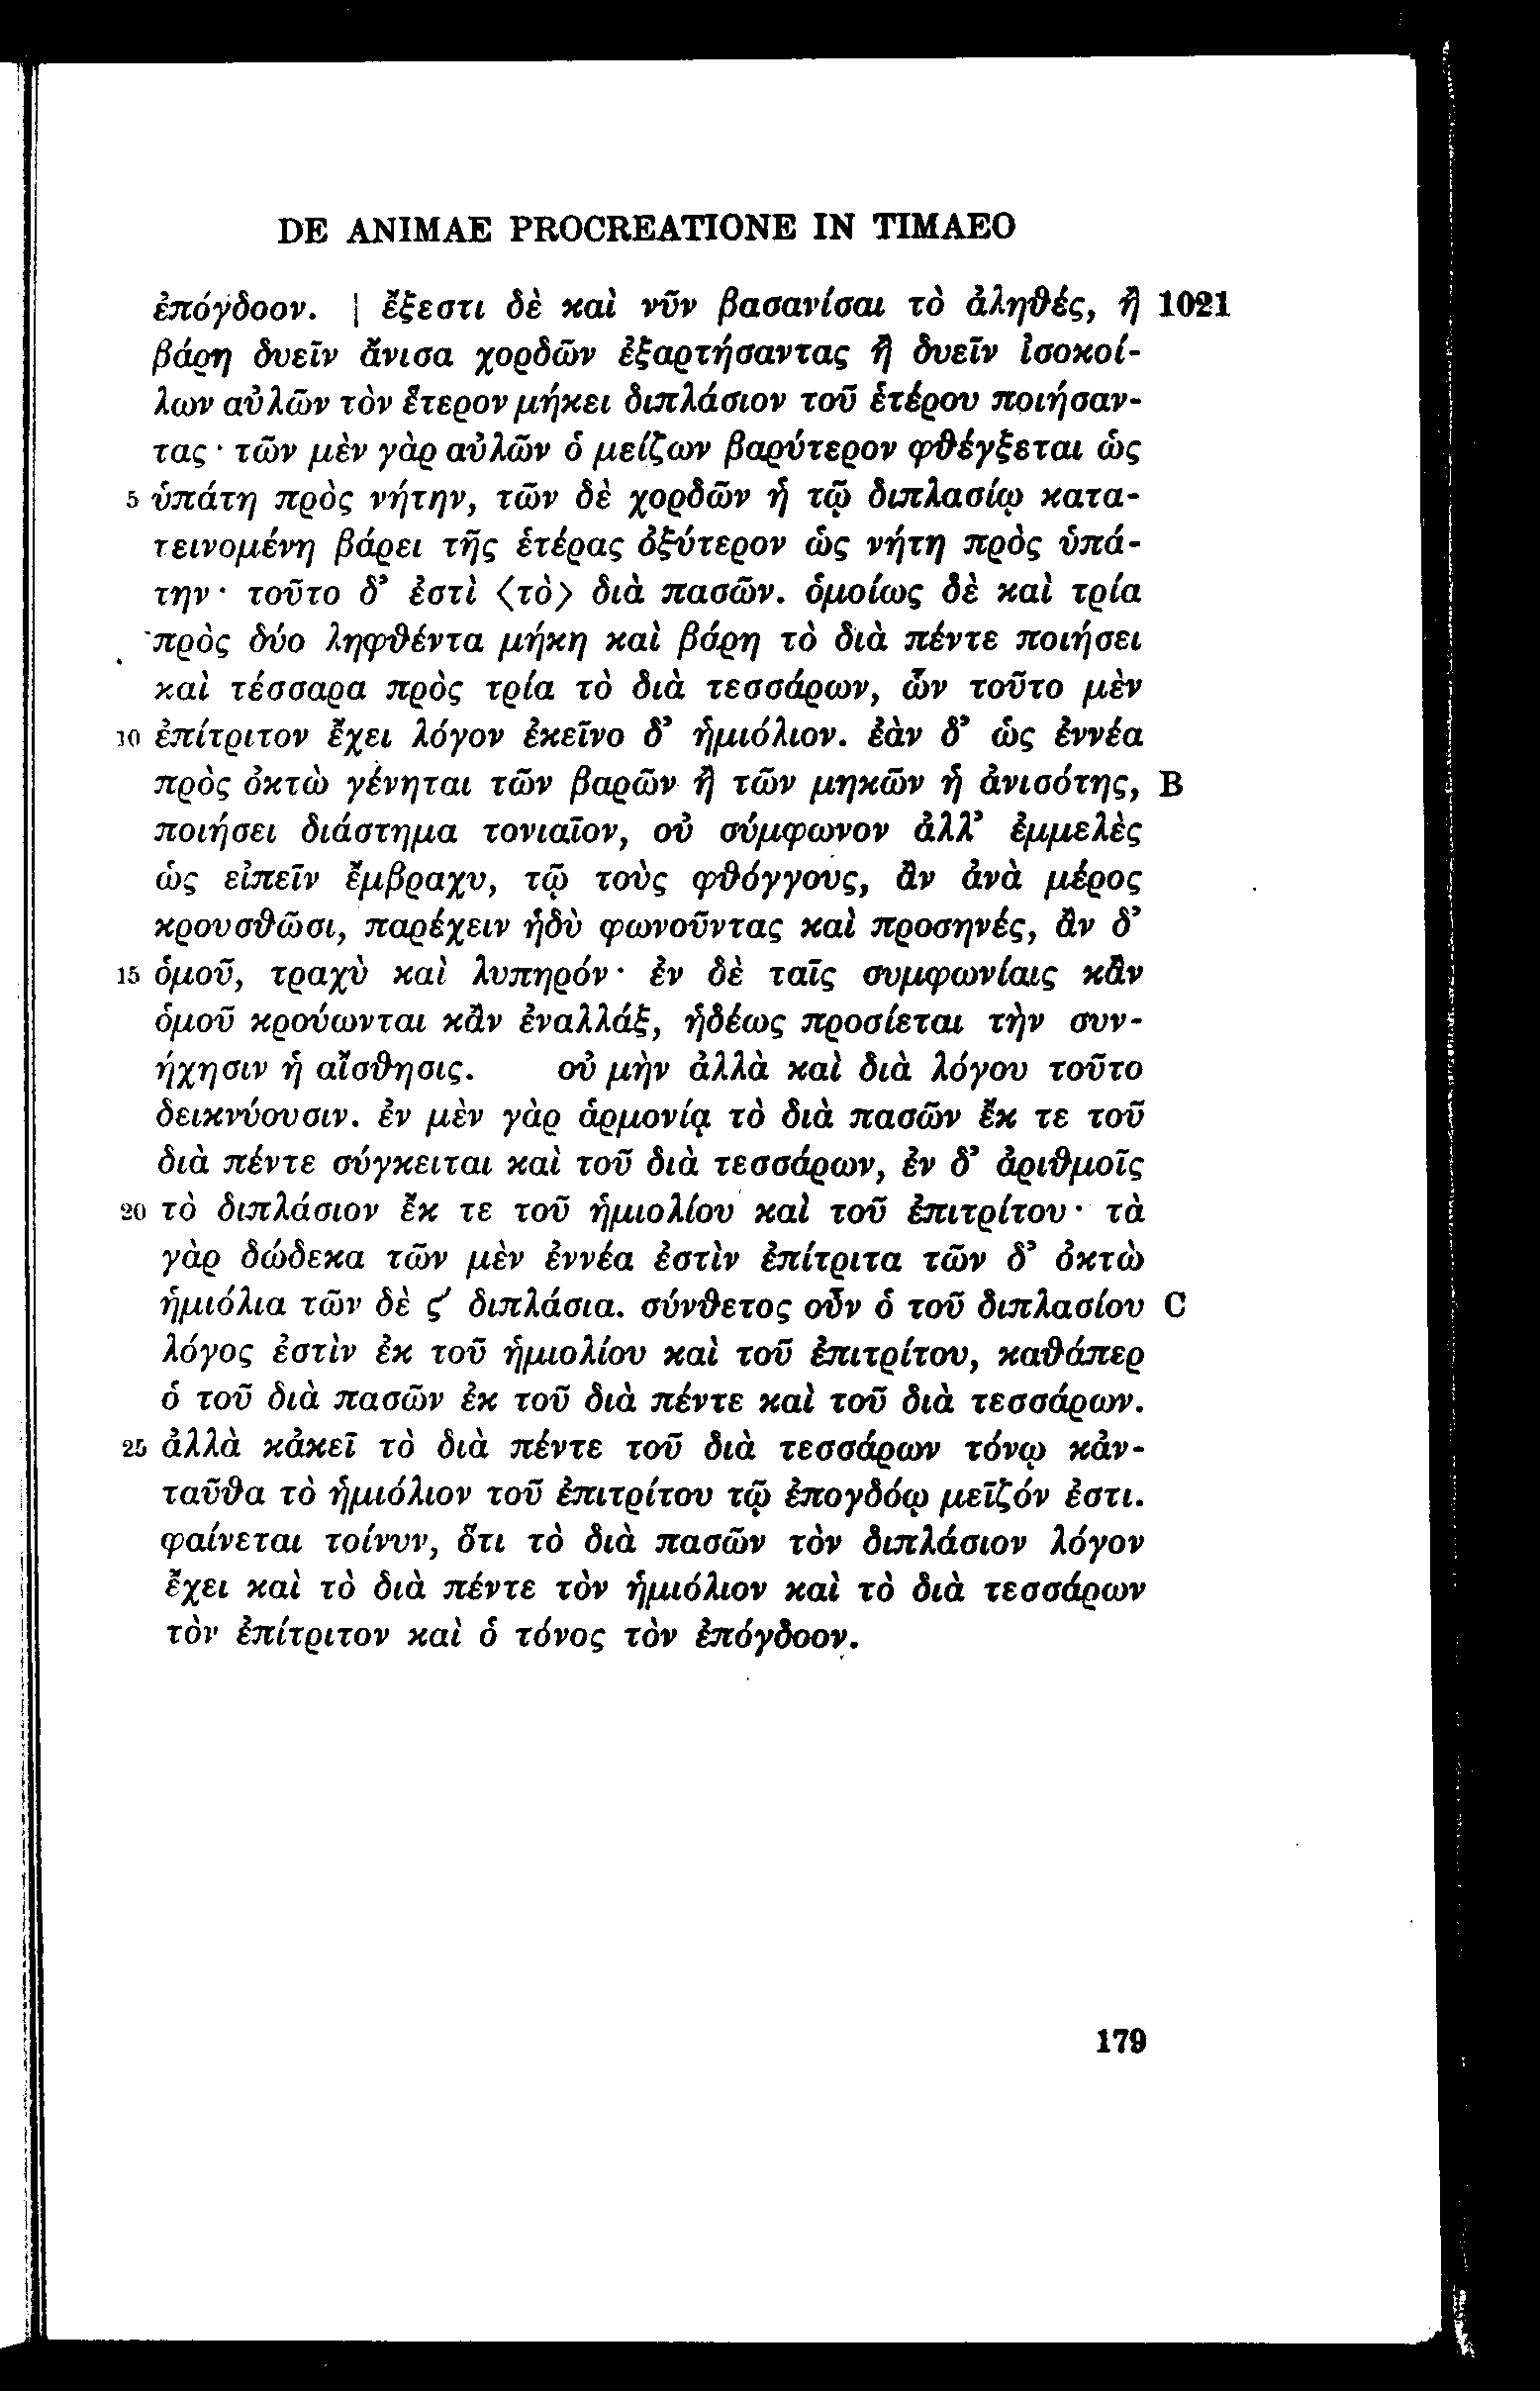 DE ANIMAE PROCREATIONE IN TIMAEO
ἐπόγδοον. | ἔξεστι δὲ καὶ νῦν βασανίσαι τὸ ἀληθές, ἢ 1021
βάρη δυεῖν ἄνισα χορδῶν ἐξαρτήσαντας ἢ δυεῖν ἰσοκοί-
λων αὐλῶν τὸν ἕτερον μήκει διπλάσιον τοῦ ἑτέρου ποιήσαν-
τας· τῶν μὲν γὰρ αὐλῶν ὁ μείζων βαρύτερον φθέγξεται ὡς
5 ὑπάτη πρὸς νήτην, τῶν δὲ χορδῶν ἡ τῷ διπλασίῳ κατα-
τεινομένη βάρει τῆς ἑτέρας ὀξύτερον ὡς νήτη πρὸς ὑπά-
την· τοῦτο δ’ ἐστὶ ⟨τὸ⟩ διὰ πασῶν. ὁμοίως δὲ καὶ τρία
πρὸς δύο ληφθέντα μήκη καὶ βάρη τὸ διὰ πέντε ποιήσει
καὶ τέσσαρα πρὸς τρία τὸ διὰ τεσσάρων, ὧν τοῦτο μὲν
10 ἐπίτριτον ἔχει λόγον ἐκεῖνο δ’ ἡμιόλιον. ἐὰν δ’ ὡς ἐννέα
πρὸς ὀκτὼ γένηται τῶν βαρῶν ἢ τῶν μηκῶν ἡ ἀνισότης, B
ποιήσει διάστημα τονιαῖον, οὐ σύμφωνον ἀλλ’ ἐμμελὲς
ὡς εἰπεῖν ἔμβραχυ, τῷ τοὺς φθόγγους, ἂν ἀνὰ μέρος
κρουσθῶσι, παρέχειν ἡδὺ φωνοῦντας καὶ προσηνές, ἂν δ’
15 ὁμοῦ, τραχὺ καὶ λυπηρόν· ἐν δὲ ταῖς συμφωνίαις κἂν
ὁμοῦ κρούωνται κἂν ἐναλλάξ, ἡδέως προσίεται τὴν συν-
ήχησιν ἡ αἴσθησις. οὐ μὴν ἀλλὰ καὶ διὰ λόγου τοῦτο
δεικνύουσιν. ἐν μὲν γὰρ ἁρμονίᾳ τὸ διὰ πασῶν ἔκ τε τοῦ
διὰ πέντε σύγκειται καὶ τοῦ διὰ τεσσάρων, ἐν δ’ ἀριθμοῖς
20 τὸ διπλάσιον ἔκ τε τοῦ ἡμιολίου καὶ τοῦ ἐπιτρίτου· τὰ
γὰρ δώδεκα τῶν μὲν ἐννέα ἐστὶν ἐπίτριτα τῶν δ’ ὀκτὼ
ἡμιόλια τῶν δὲ ϛ′ διπλάσια. σύνθετος οὖν ὁ τοῦ διπλασίου C
λόγος ἐστὶν ἐκ τοῦ ἡμιολίου καὶ τοῦ ἐπιτρίτου, καθάπερ
ὁ τοῦ διὰ πασῶν ἐκ τοῦ διὰ πέντε καὶ τοῦ διὰ τεσσάρων.
25 ἀλλὰ κἀκεῖ τὸ διὰ πέντε τοῦ διὰ τεσσάρων τόνῳ κἀν-
ταῦθα τὸ ἡμιόλιον τοῦ ἐπιτρίτου τῷ ἐπογδόῳ μεῖζόν ἐστι.
φαίνεται τοίνυν, ὅτι τὸ διὰ πασῶν τὸν διπλάσιον λόγον
ἔχει καὶ τὸ διὰ πέντε τὸν ἡμιόλιον καὶ τὸ διὰ τεσσάρων
τὸν ἐπίτριτον καὶ ὁ τόνος τὸν ἐπόγδοον.
179